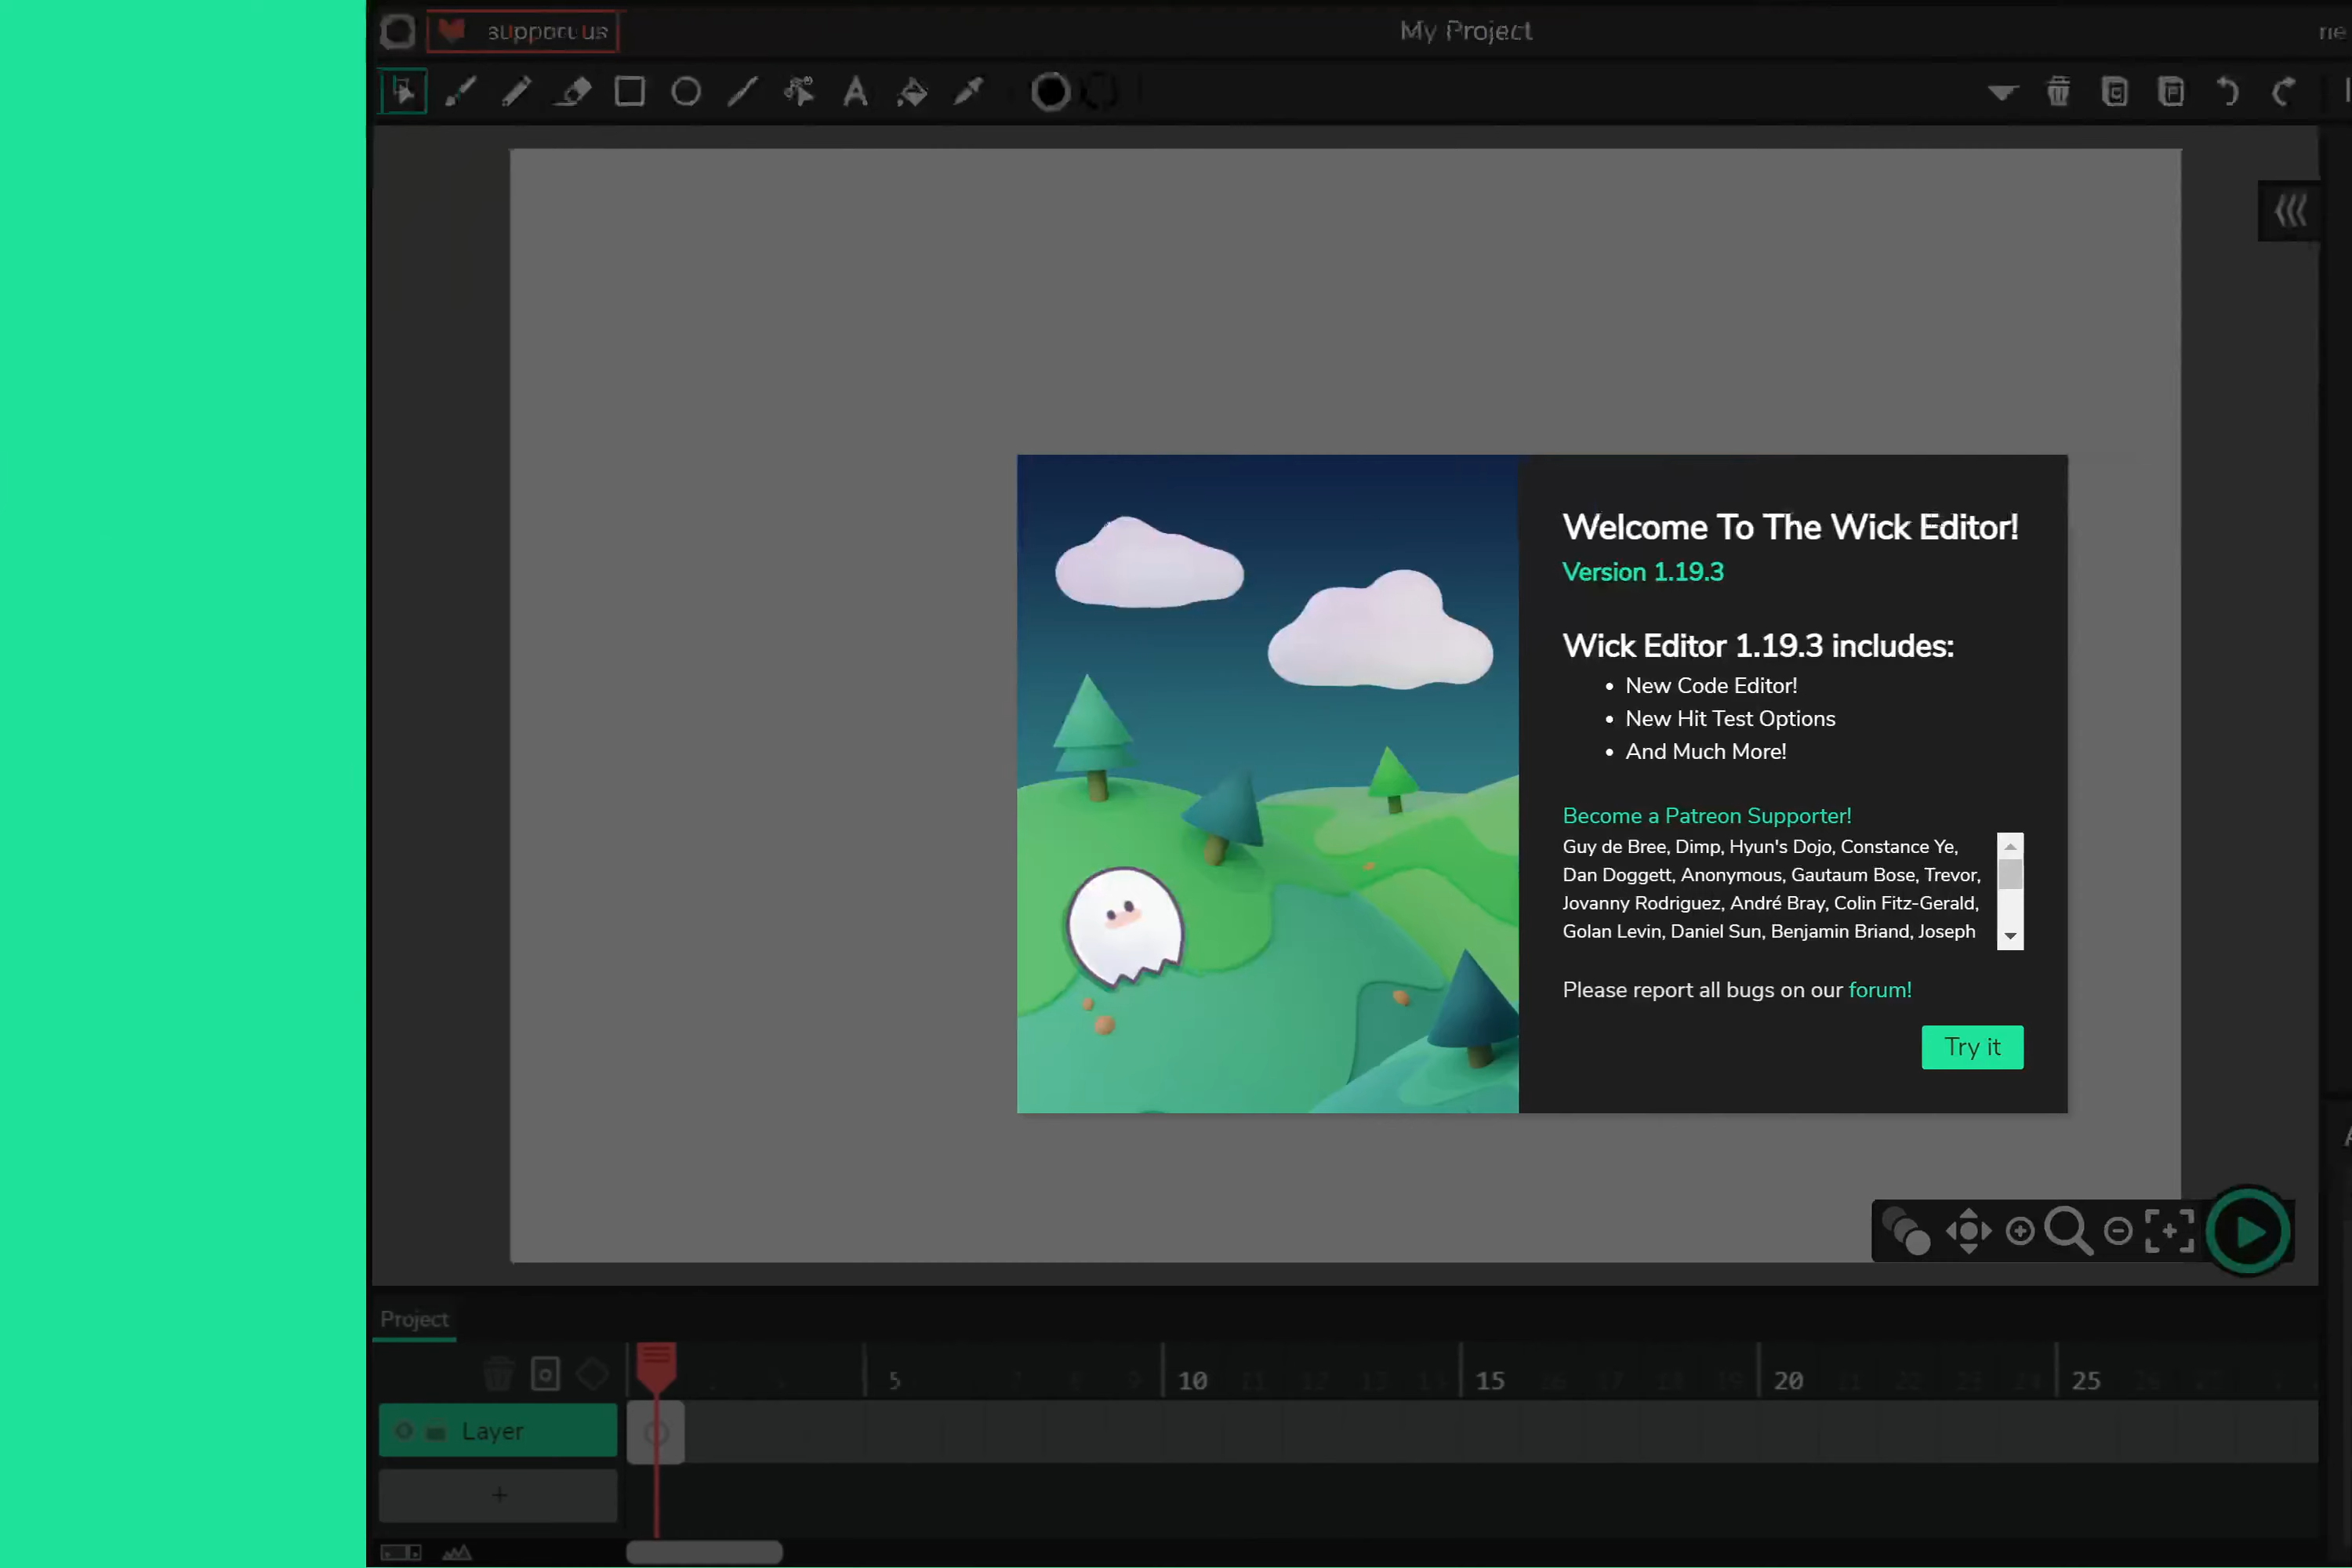 support us
My Project
Welcome To The Wick Editor!
Version 1.19.3
Wick Editor 1.19.3 includes:
• New Code Editor!
• New Hit Test Options
• And Much More!
Become a Patreon Supporter!
Guy de Bree, Dimp, Hyun's Dojo, Constance Ye,
Dan Doggett, Anonymous, Gautaum Bose, Trevor,
Jovanny Rodriguez, André Bray, Colin Fitz-Gerald,
Golan Levin, Daniel Sun, Benjamin Briand, Joseph
Please report all bugs on our forum!
Try it
Project
5 10 15 20 25
Layer